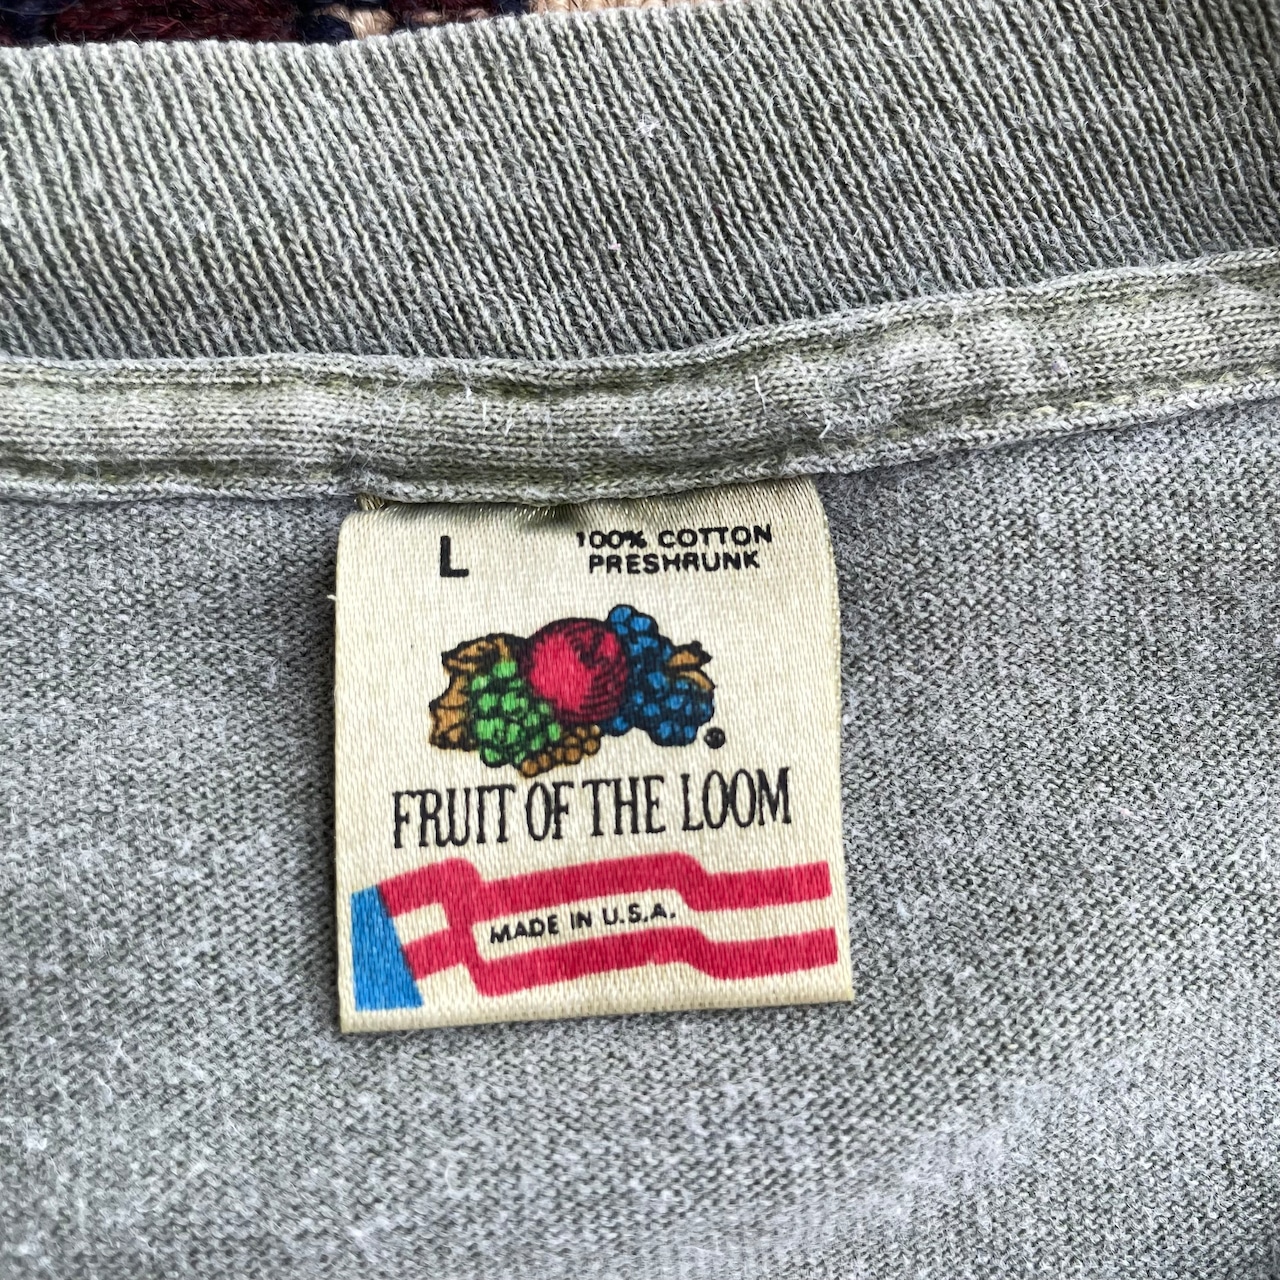 L
100% COTTON
PRESHRUNK
®
FRUIT OF THE LOOM
MADE IN U.S.A.